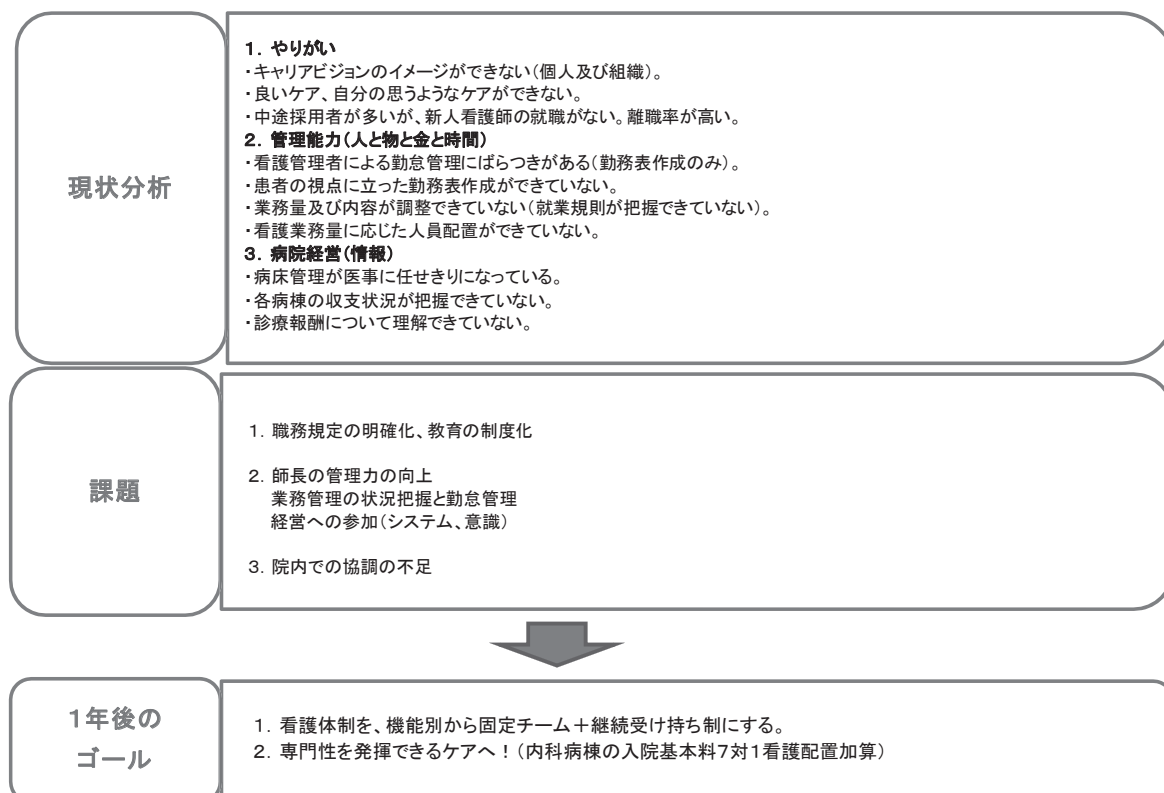 現状分析
1. やりがい
・キャリアビジョンのイメージができない(個人及び組織)。
・良いケア、自分の思うようなケアができない。
・中途採用者が多いが、新人看護師の就職がない。離職率が高い。
2. 管理能力(人と物と金と時間)
・看護管理者による勤怠管理にばらつきがある(勤務表作成のみ)。
・患者の視点に立った勤務表作成ができていない。
・業務量及び内容が調整できていない(就業規則が把握できていない)。
・看護業務量に応じた人員配置ができていない。
3. 病院経営(情報)
・病床管理が医事に任せきりになっている。
・各病棟の収支状況が把握できていない。
・診療報酬について理解できていない。
課題
1. 職務規定の明確化、教育の制度化
2. 師長の管理力の向上
業務管理の状況把握と勤怠管理
経営への参加(システム、意識)
3. 院内での協調の不足
1年後の
ゴール
1. 看護体制を、機能別から固定チーム+継続受け持ち制にする。
2. 専門性を発揮できるケアへ!(内科病棟の入院基本料7対1看護配置加算)